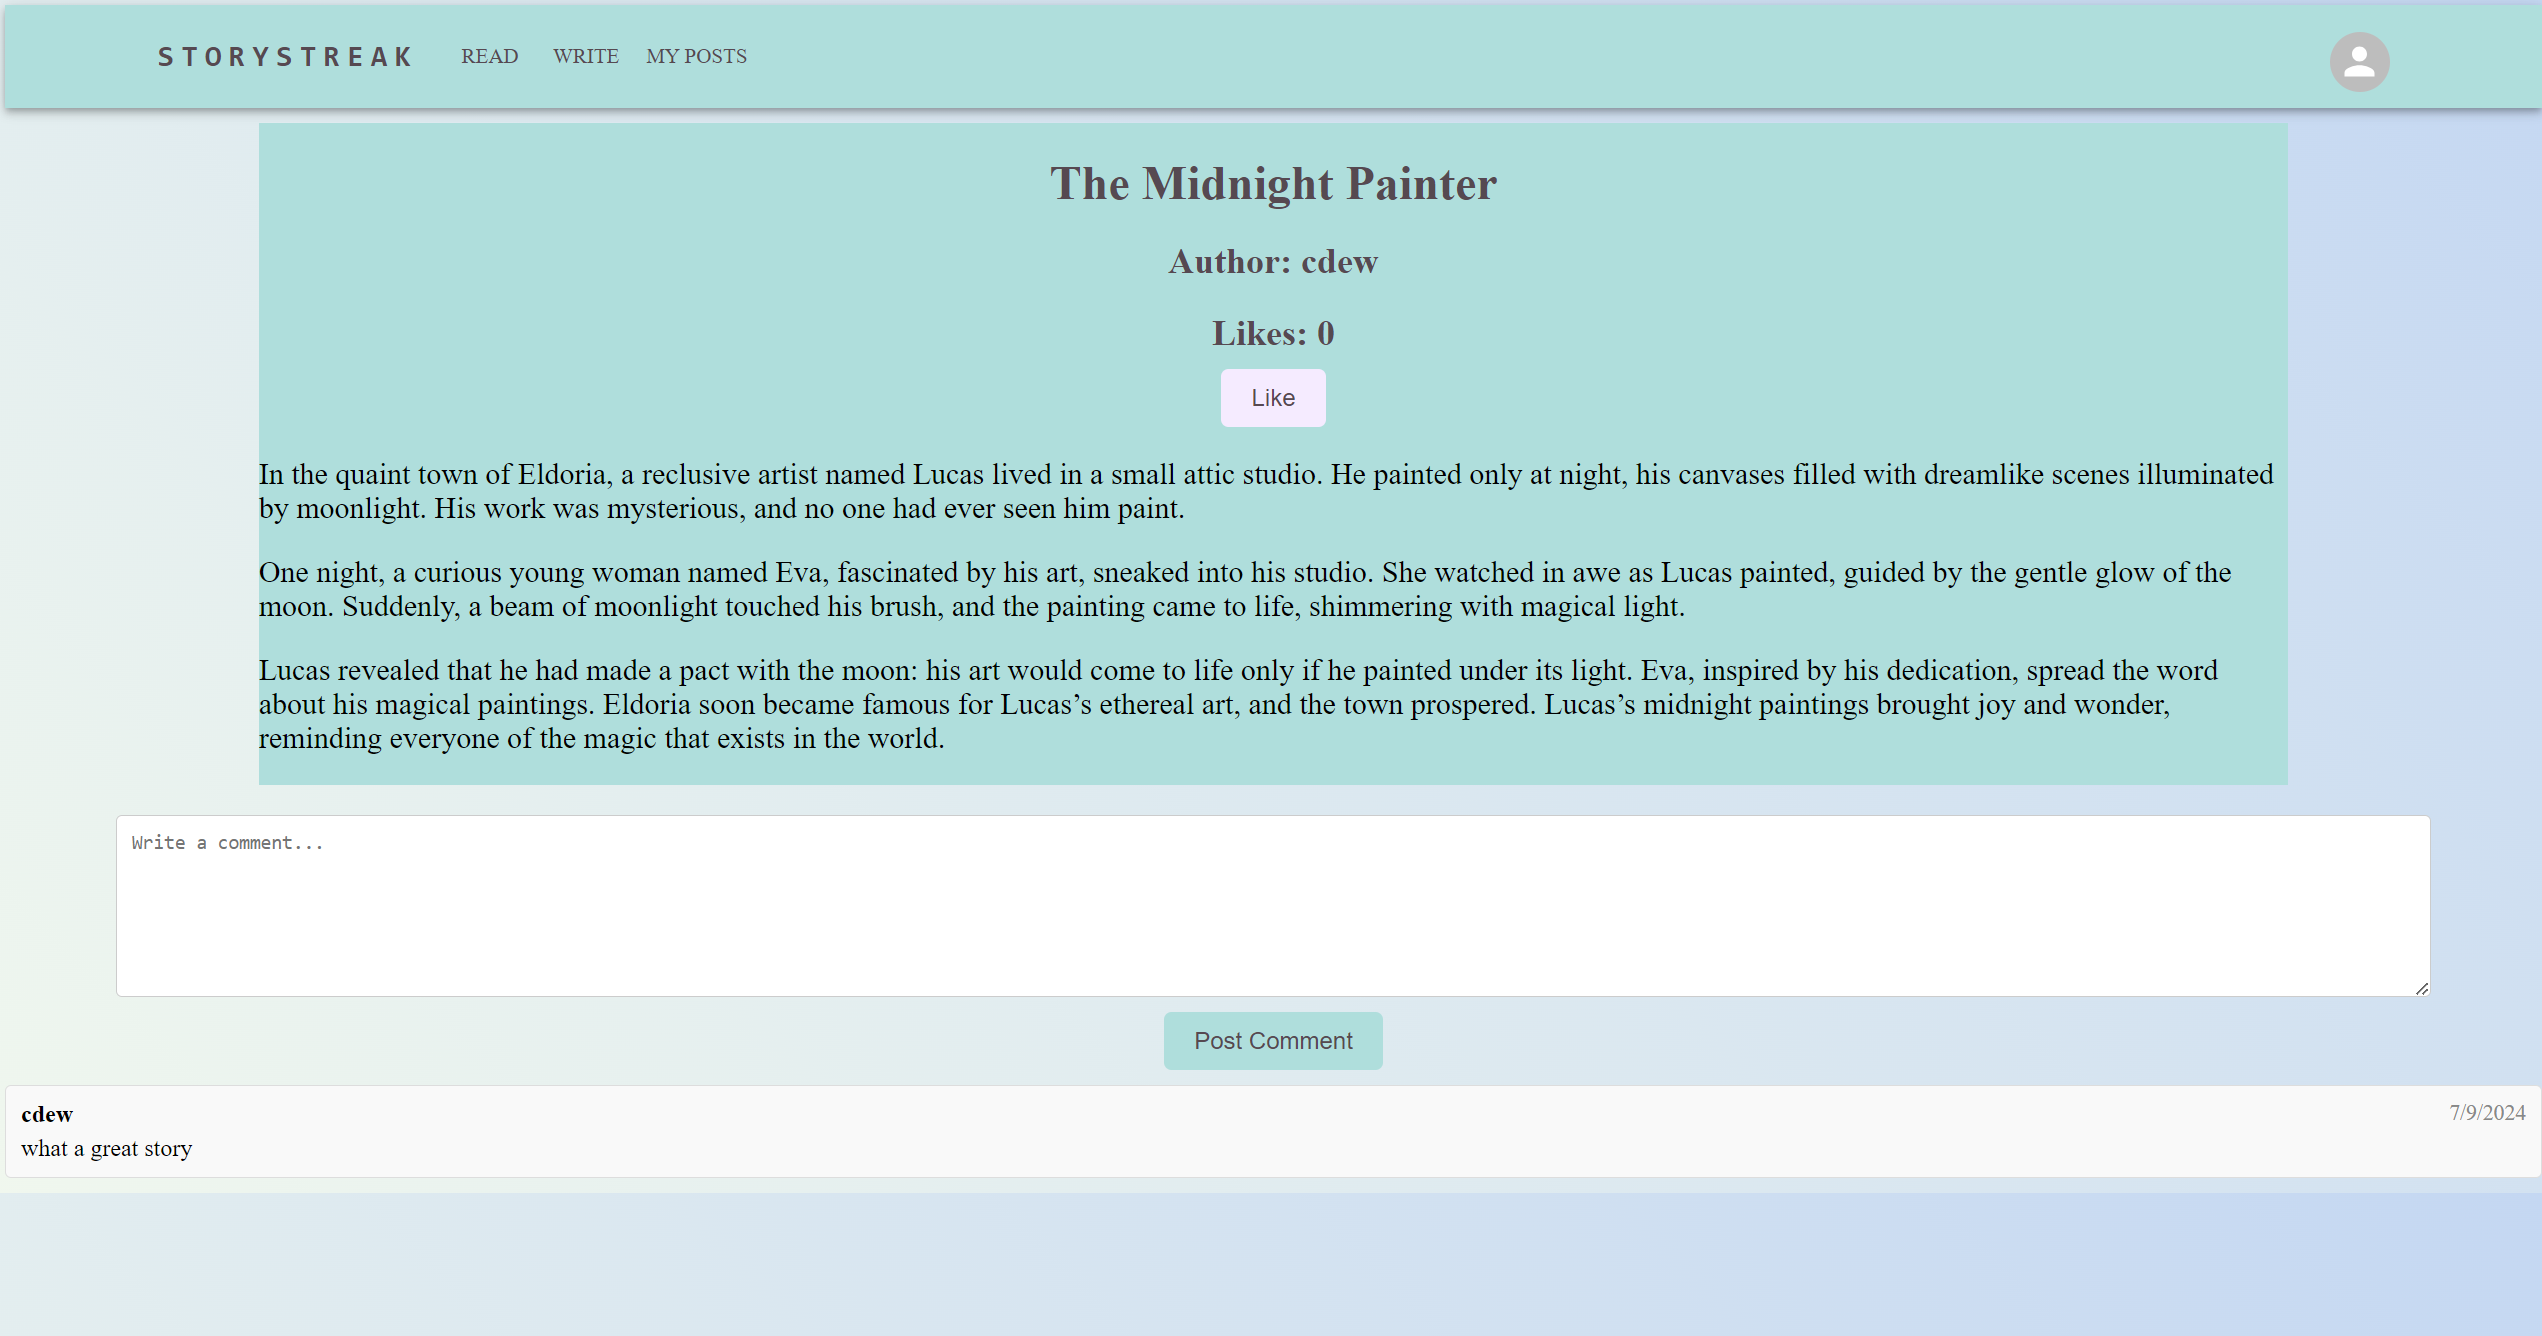 STORYSTREAK READ WRITE MY POSTS
The Midnight Painter
Author: cdew
Likes: 0
Like
In the quaint town of Eldoria, a reclusive artist named Lucas lived in a small attic studio. He painted only at night, his canvases filled with dreamlike scenes illuminated
by moonlight. His work was mysterious, and no one had ever seen him paint.
One night, a curious young woman named Eva, fascinated by his art, sneaked into his studio. She watched in awe as Lucas painted, guided by the gentle glow of the
moon. Suddenly, a beam of moonlight touched his brush, and the painting came to life, shimmering with magical light.
Lucas revealed that he had made a pact with the moon: his art would come to life only if he painted under its light. Eva, inspired by his dedication, spread the word
about his magical paintings. Eldoria soon became famous for Lucas’s ethereal art, and the town prospered. Lucas’s midnight paintings brought joy and wonder,
reminding everyone of the magic that exists in the world.
Write a comment...
Post Comment
cdew 7/9/2024
what a great story